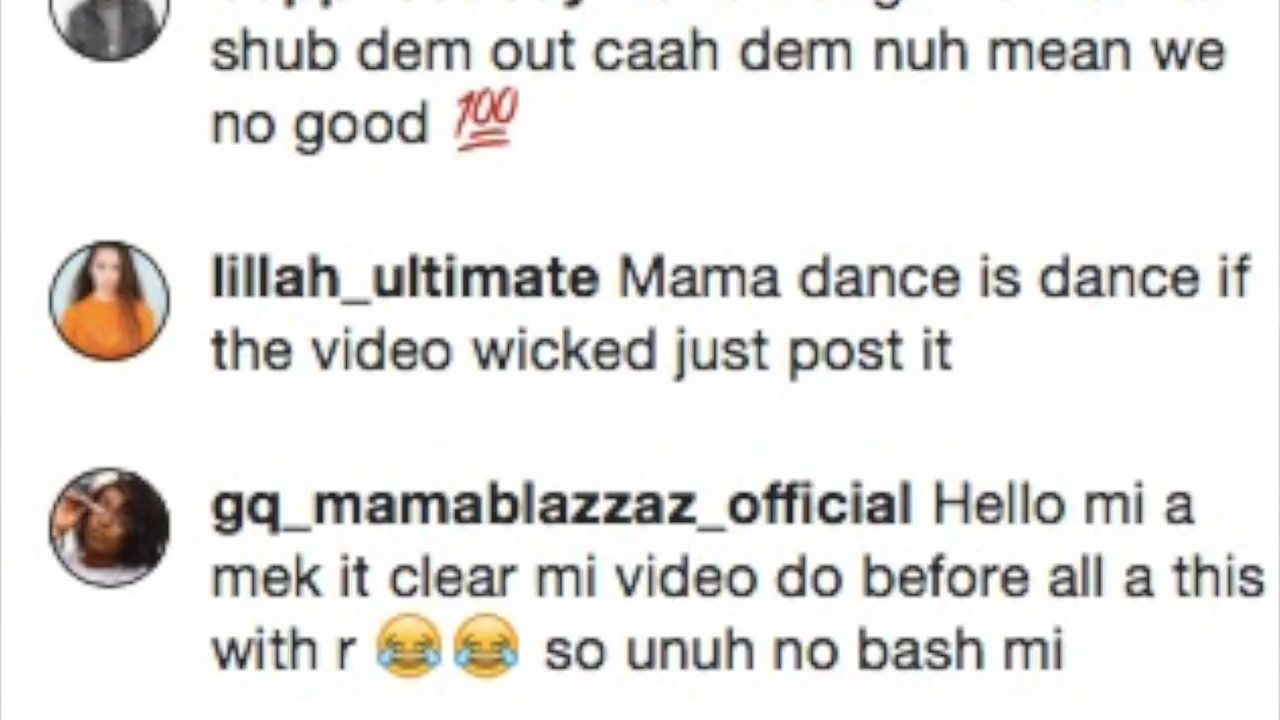 shub dem out caah dem nuh mean we
no good 💯
lillah_ultimate Mama dance is dance if
the video wicked just post it
gq_mamablazzaz_official Hello mi a
mek it clear mi video do before all a this
with r 😂😂 so unuh no bash mi